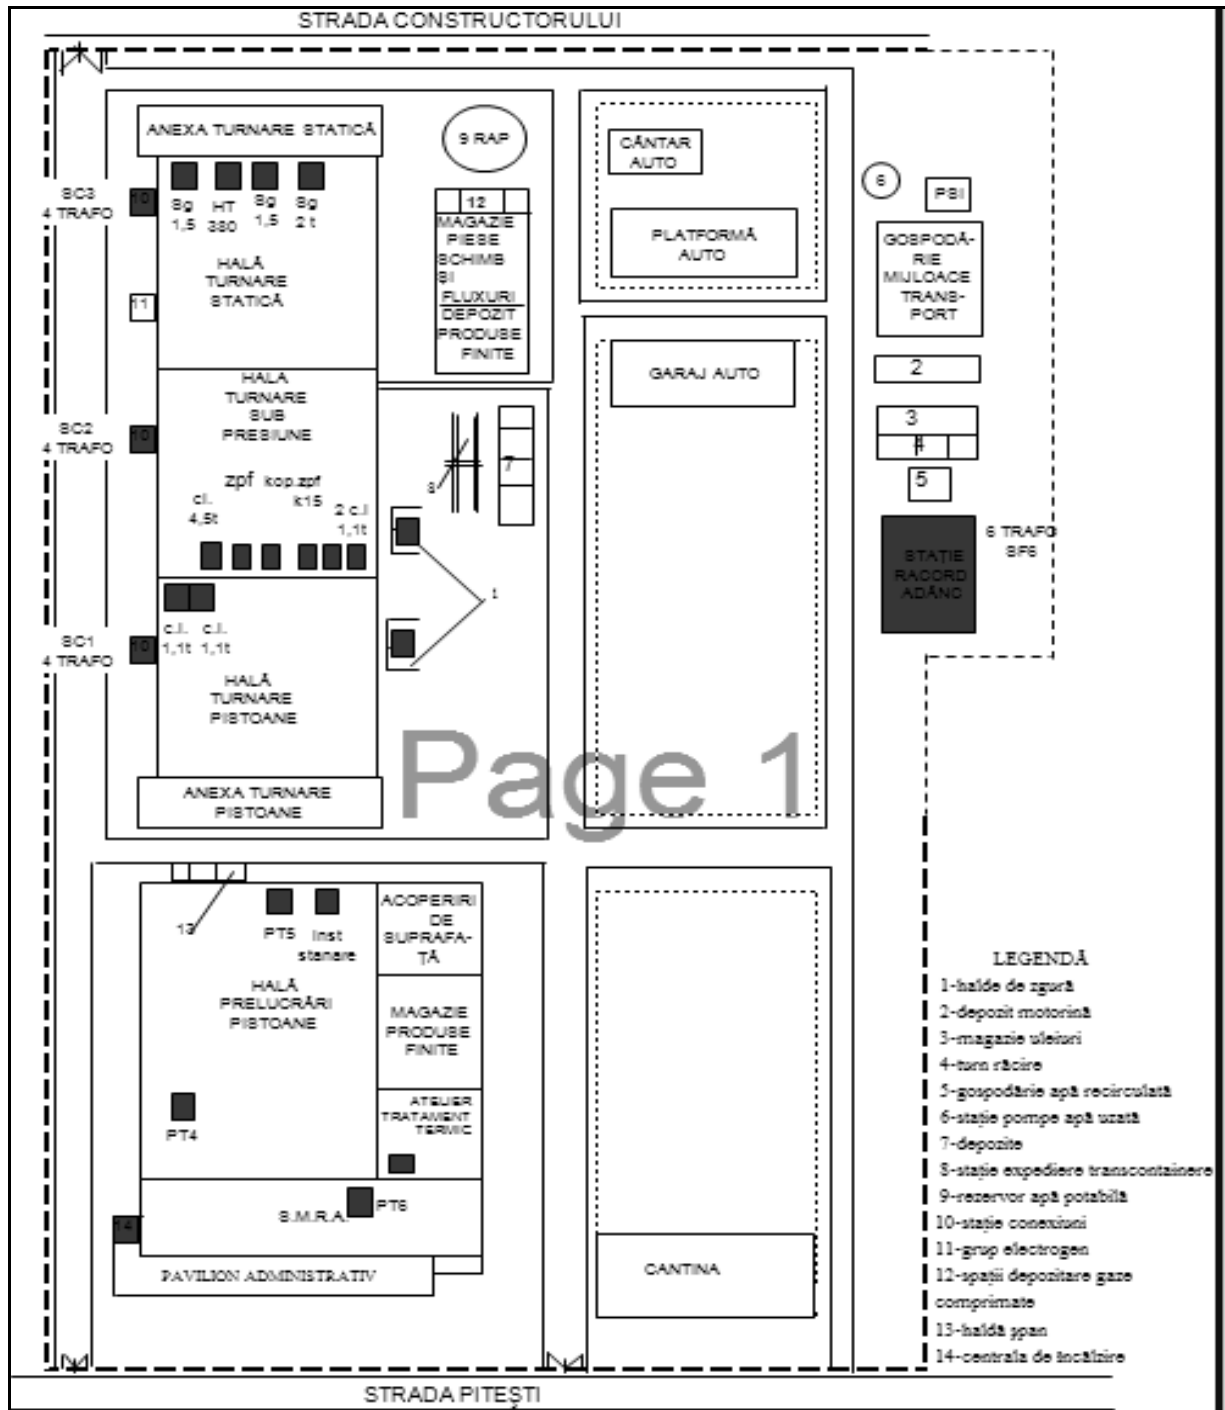 STRADA CONSTRUCTORULUI
ANEXA TURNARE STATICĂ
9 RAP
CÂNTAR
AUTO
6
PSI
SC3
4 TRAFO
10
Sg
1,5
HT
380
Sg
1,5
Sg
2 t
12
MAGAZIE
PIESE
SCHIMB
ȘI
FLUXURI
DEPOZIT
PRODUSE
FINITE
PLATFORMĂ
AUTO
GOSPODĂ-
RIE
MIJLOACE
TRANS-
PORT
HALĂ
TURNARE
STATICĂ
11
GARAJ AUTO
2
HALA
TURNARE
SUB
PRESIUNE
SC2
4 TRAFO
10
3
4
5
7
8
zpf
kop.zpf
k15
c.l.
4,5t
2 c.l
1,1t
6 TRAFO
SF6
STAȚIE
RACORD
ADÂNC
1
SC1
4 TRAFO
10
c.l.
1,1t
c.l.
1,1t
HALĂ
TURNARE
PISTOANE
Page 1
ANEXA TURNARE
PISTOANE
13
PT5
Inst
stanare
ACOPERIRI
DE
SUPRAFA-
ȚĂ
HALĂ
PRELUCRĂRI
PISTOANE
MAGAZIE
PRODUSE
FINITE
ATELIER
TRATAMENT
TERMIC
PT4
PT6
S.M.R.A.
14
PAVILION ADMINISTRATIV
CANTINA
LEGENDĂ
1-halde de zgură
2-depozit motorină
3-magazie uleiuri
4-turn răcire
5-gospodărie apă recirculată
6-stație pompe apă uzată
7-depozite
8-stație expediere transcontainere
9-rezervor apă potabilă
10-stație conexiuni
11-grup electrogen
12-spații depozitare gaze
comprimate
13-haldă șpan
14-centrala de încălzire
STRADA PITEȘTI